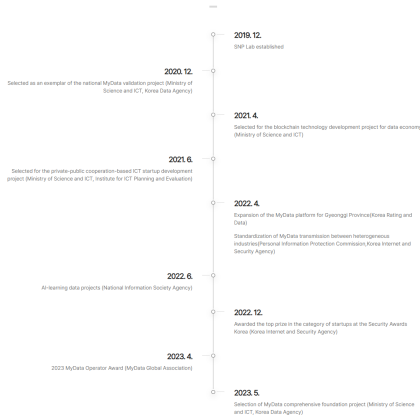 2019. 12.
SNP Lab established
2020. 12.
Selected as an exemplar of the national MyData validation project (Ministry of
Science and ICT, Korea Data Agency)
2021. 4.
Selected for the blockchain technology development project for data economy
(Ministry of Science and ICT)
2021. 6.
Selected for the private-public cooperation-based ICT startup development
project (Ministry of Science and ICT, Institute for ICT Planning and Evaluation)
2022. 4.
Expansion of the MyData platform for Gyeonggi Province(Korea Rating and
Data)
Standardization of MyData transmission between heterogeneous
industries(Personal Information Protection Commission,Korea Internet and
Security Agency)
2022. 6.
AI-learning data projects (National Information Society Agency)
2022. 12.
Awarded the top prize in the category of startups at the Security Awards
Korea (Korea Internet and Security Agency)
2023. 4.
2023 MyData Operator Award (MyData Global Association)
2023. 5.
Selection of MyData comprehensive foundation project (Ministry of Science
and ICT, Korea Data Agency)